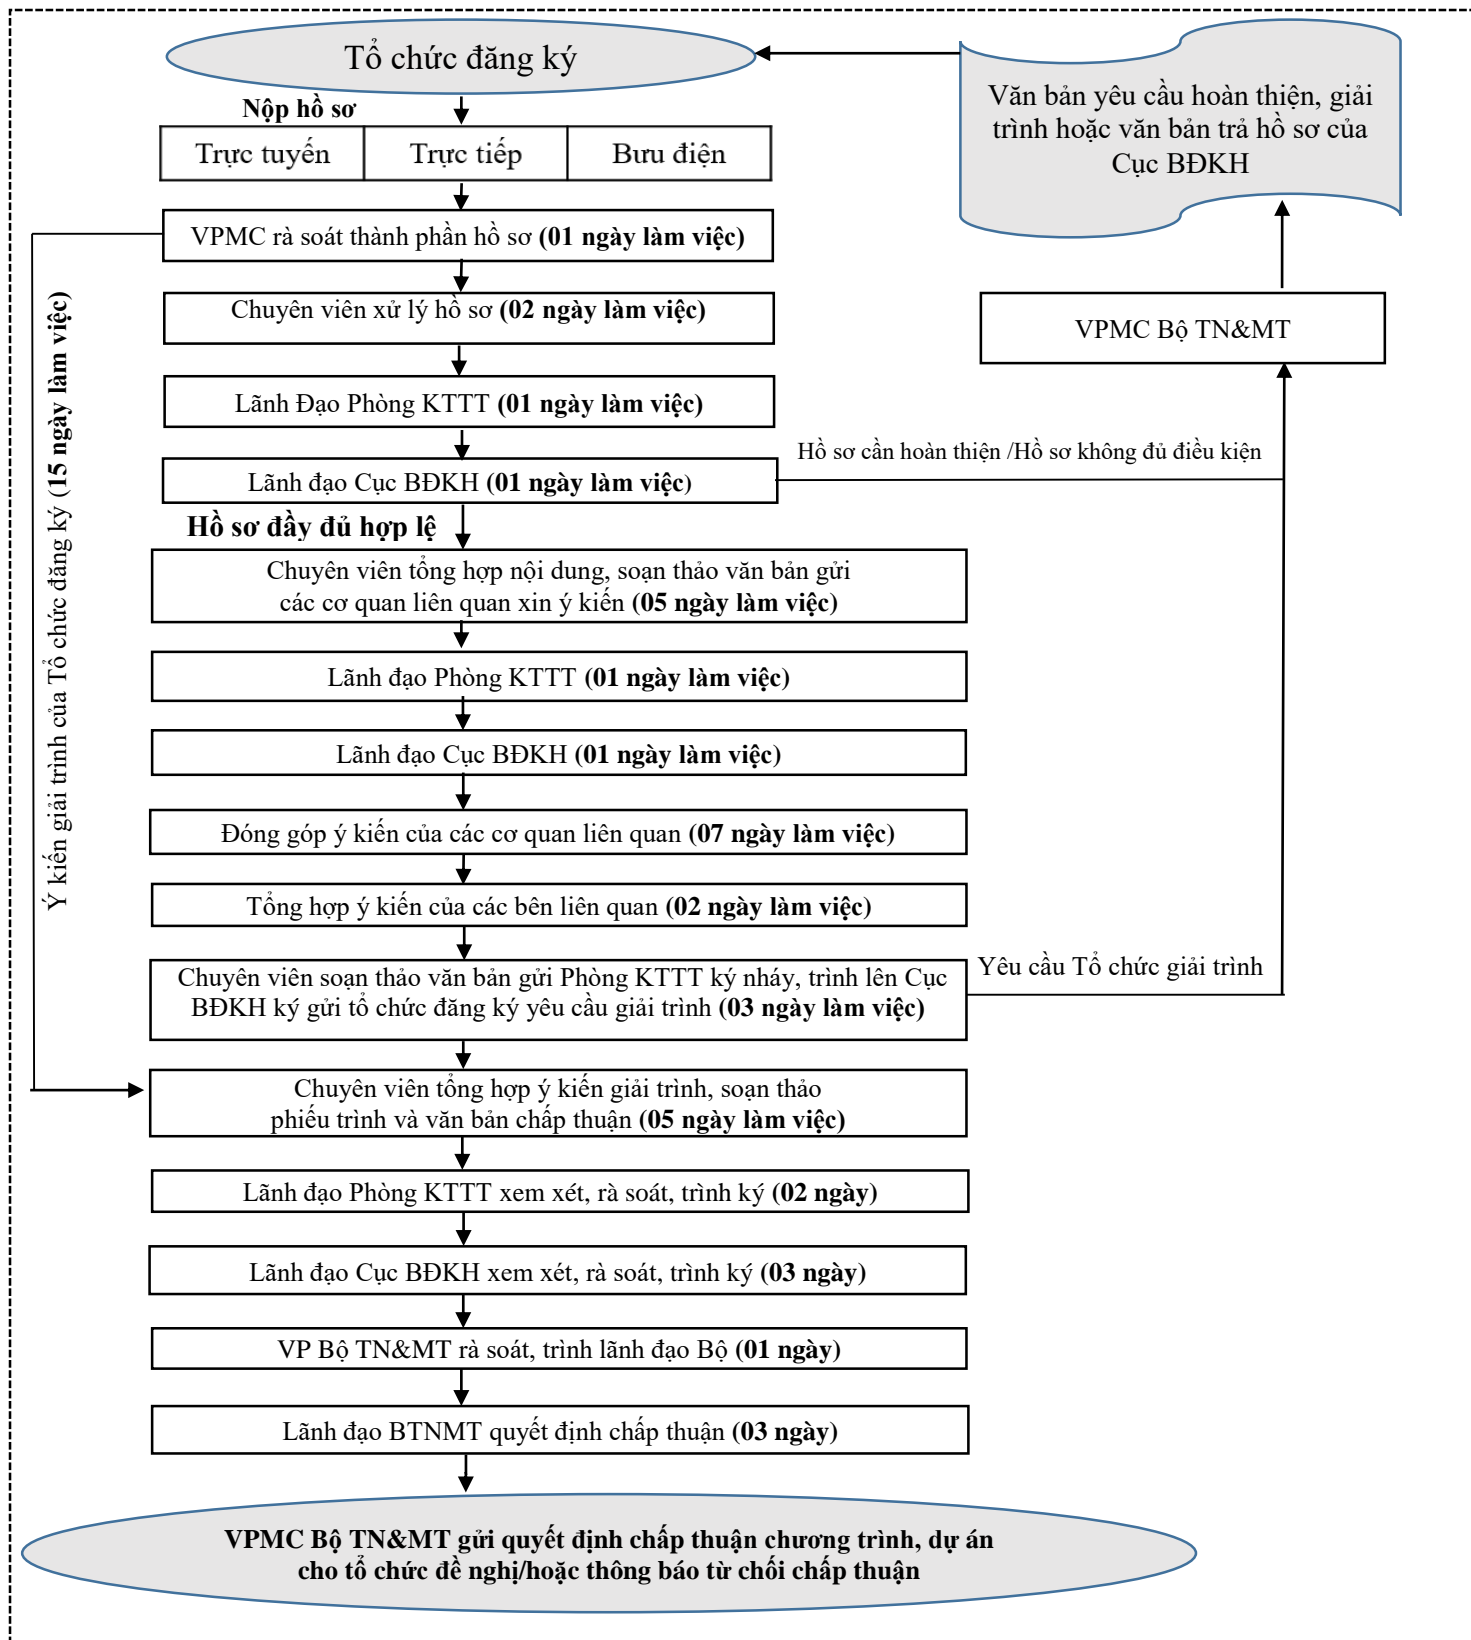 Tổ chức đăng ký
Văn bản yêu cầu hoàn thiện, giải
trình hoặc văn bản trả hồ sơ của
Cục BĐKH
Nộp hồ sơ
Trực tuyến
Trực tiếp
Bưu điện
VPMC rà soát thành phần hồ sơ (01 ngày làm việc)
Chuyên viên xử lý hồ sơ (02 ngày làm việc)
VPMC Bộ TN&MT
Lãnh Đạo Phòng KTTT (01 ngày làm việc)
Hồ sơ cần hoàn thiện /Hồ sơ không đủ điều kiện
Lãnh đạo Cục BĐKH (01 ngày làm việc)
Hồ sơ đầy đủ hợp lệ
Ý kiến giải trình của Tổ chức đăng ký (15 ngày làm việc)
Chuyên viên tổng hợp nội dung, soạn thảo văn bản gửi
các cơ quan liên quan xin ý kiến (05 ngày làm việc)
Lãnh đạo Phòng KTTT (01 ngày làm việc)
Lãnh đạo Cục BĐKH (01 ngày làm việc)
Đóng góp ý kiến của các cơ quan liên quan (07 ngày làm việc)
Tổng hợp ý kiến của các bên liên quan (02 ngày làm việc)
Chuyên viên soạn thảo văn bản gửi Phòng KTTT ký nháy, trình lên Cục
BĐKH ký gửi tổ chức đăng ký yêu cầu giải trình (03 ngày làm việc)
Yêu cầu Tổ chức giải trình
Chuyên viên tổng hợp ý kiến giải trình, soạn thảo
phiếu trình và văn bản chấp thuận (05 ngày làm việc)
Lãnh đạo Phòng KTTT xem xét, rà soát, trình ký (02 ngày)
Lãnh đạo Cục BĐKH xem xét, rà soát, trình ký (03 ngày)
VP Bộ TN&MT rà soát, trình lãnh đạo Bộ (01 ngày)
Lãnh đạo BTNMT quyết định chấp thuận (03 ngày)
VPMC Bộ TN&MT gửi quyết định chấp thuận chương trình, dự án
cho tổ chức đề nghị/hoặc thông báo từ chối chấp thuận